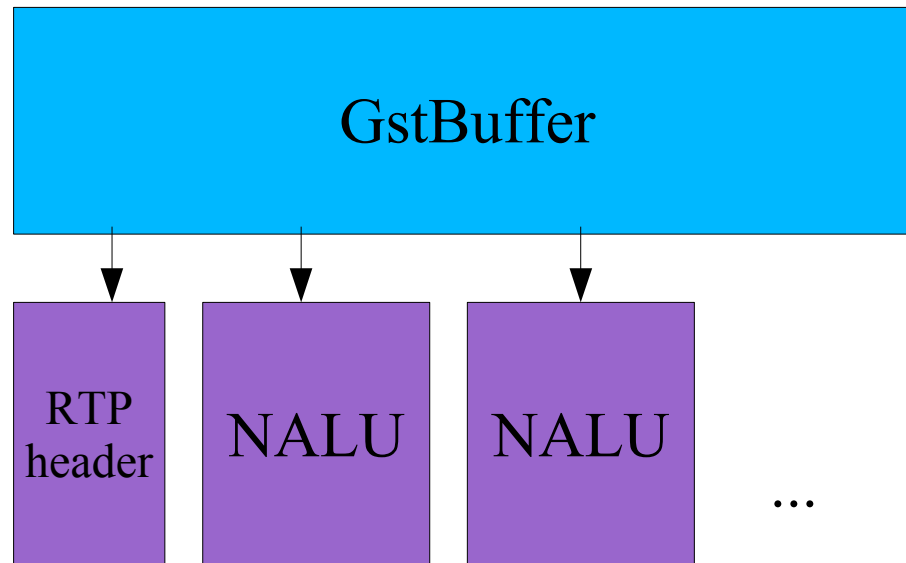 GstBuffer
RTP
header
NALU
NALU
...